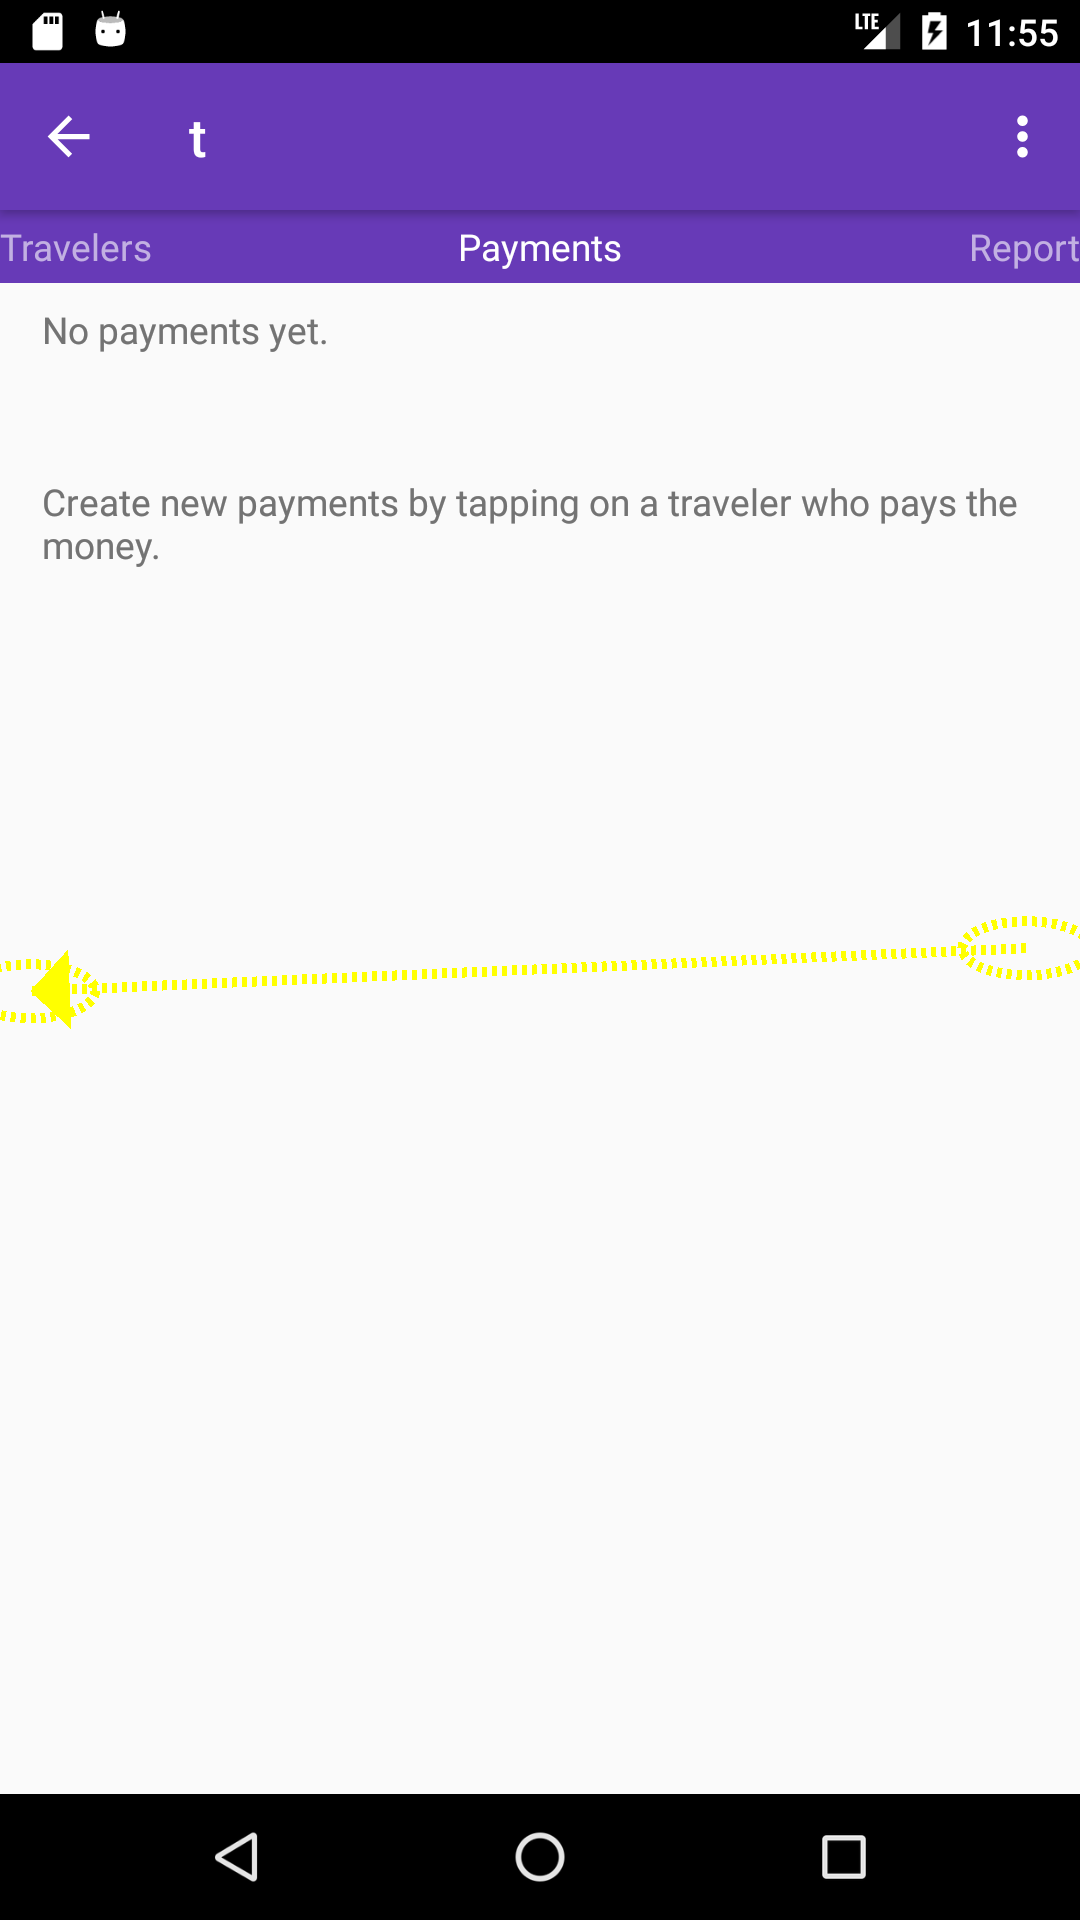 LTE 11:55
t
Travelers Payments Report
No payments yet.
Create new payments by tapping on a traveler who pays the
money.